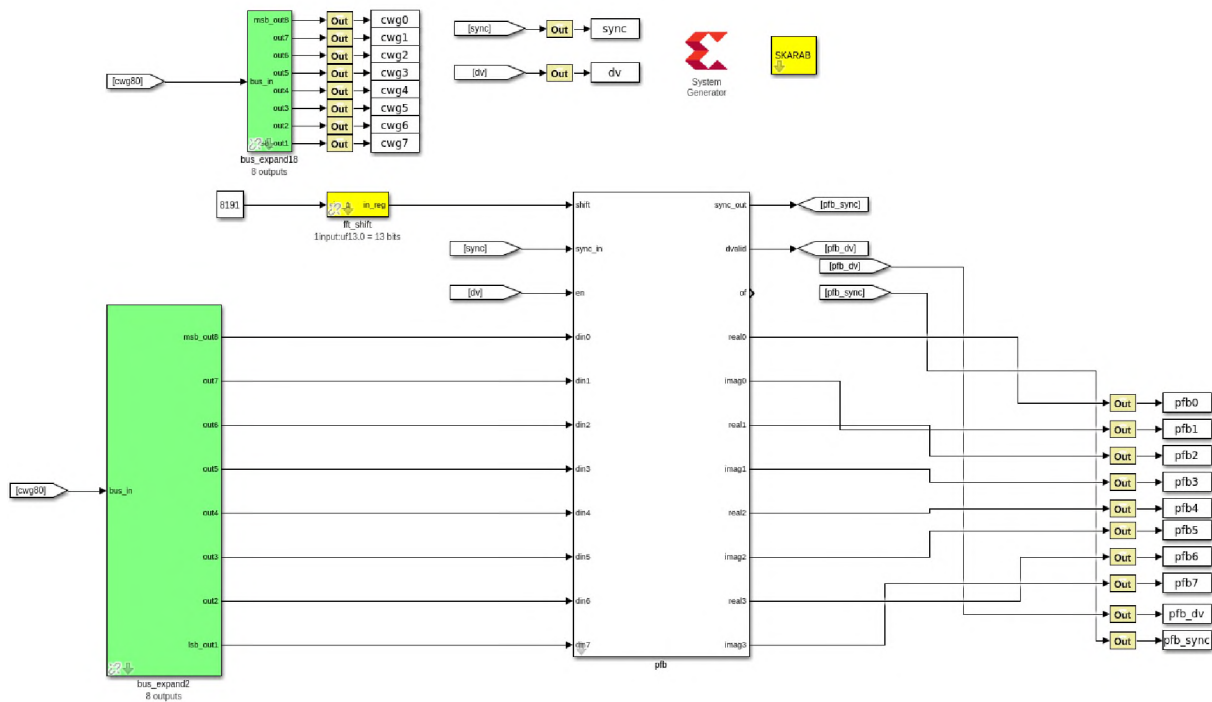 msb_out8 Out cwg0
out7 Out cwg1
out6 Out cwg2
out5 Out cwg3
[cwg80] bus_in
out4 Out cwg4
out3 Out cwg5
out2 Out cwg6
out1 Out cwg7
bus_expand18
8 outputs
[sync] Out sync
[dv] Out dv
System
Generator
SKARAB
8191 in_reg
fft_shift
1input:uf13.0 = 13 bits
shift sync_out [pfb_sync]
[sync] sync_in dvalid [pfb_dv]
[pfb_dv]
[dv] en of [pfb_sync]
msb_out8 din0 real0
out7 din1 imag0
out6 din2 real1
out5 din3 imag1
[cwg80] bus_in
out4 din4 real2
out3 din5 imag2
out2 din6 real3
lsb_out1 din7 imag3
pfb
bus_expand2
8 outputs
Out pfb0
Out pfb1
Out pfb2
Out pfb3
Out pfb4
Out pfb5
Out pfb6
Out pfb7
Out pfb_dv
Out pfb_sync